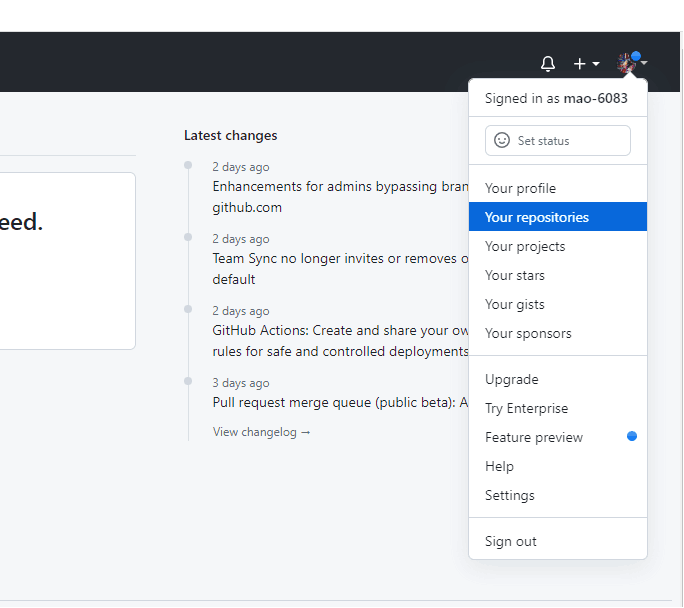 Signed in as mao-6083
Set status
Your profile
Your repositories
Your projects
Your stars
Your gists
Your sponsors
Upgrade
Try Enterprise
Feature preview
Help
Settings
Sign out
eed.
Latest changes
2 days ago
Enhancements for admins bypassing bran
github.com
2 days ago
Team Sync no longer invites or removes o
default
2 days ago
GitHub Actions: Create and share your ow
rules for safe and controlled deployments
3 days ago
Pull request merge queue (public beta): A
View changelog →